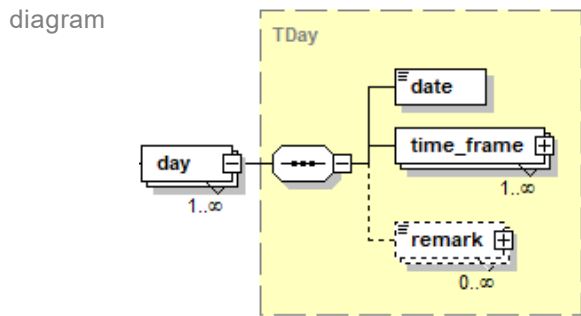 diagram
TDay
date
day
1..∞
time_frame
1..∞
remark
0..∞